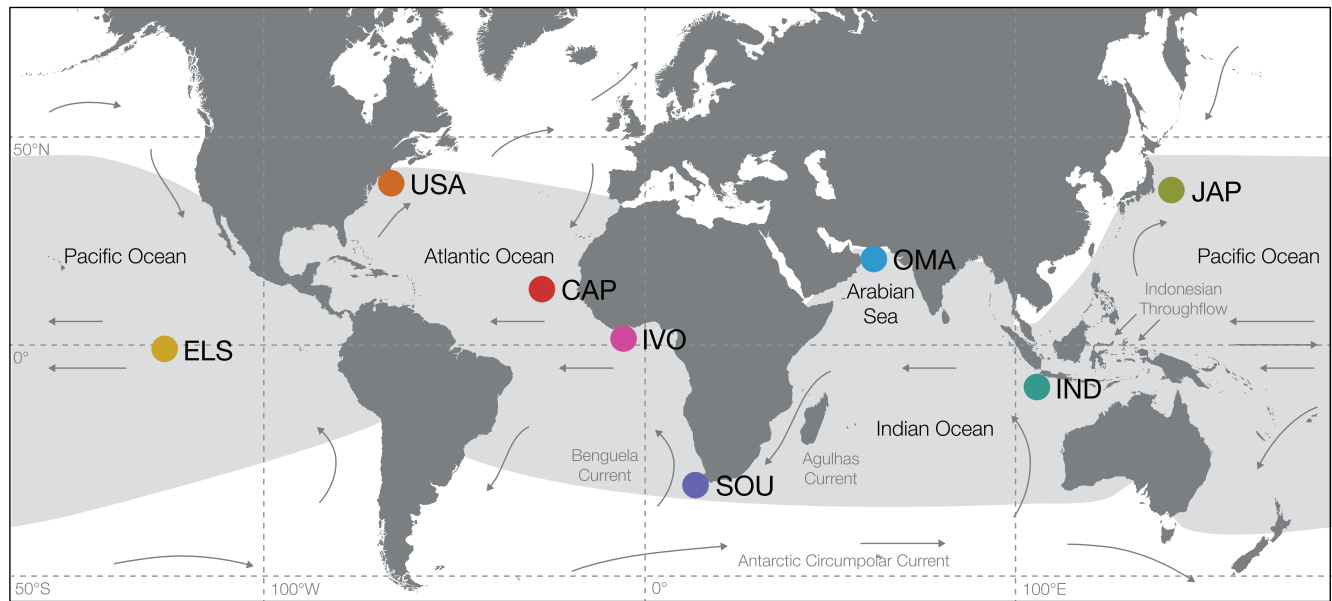 50°N
USA
JAP
Pacific Ocean
Atlantic Ocean
OMA
Pacific Ocean
CAP
Arabian
Sea
Indonesian
Throughflow
IVO
ELS
0°
IND
Indian Ocean
Benguela
Current
Agulhas
Current
SOU
Antarctic Circumpolar Current
50°S
100°W
0°
100°E